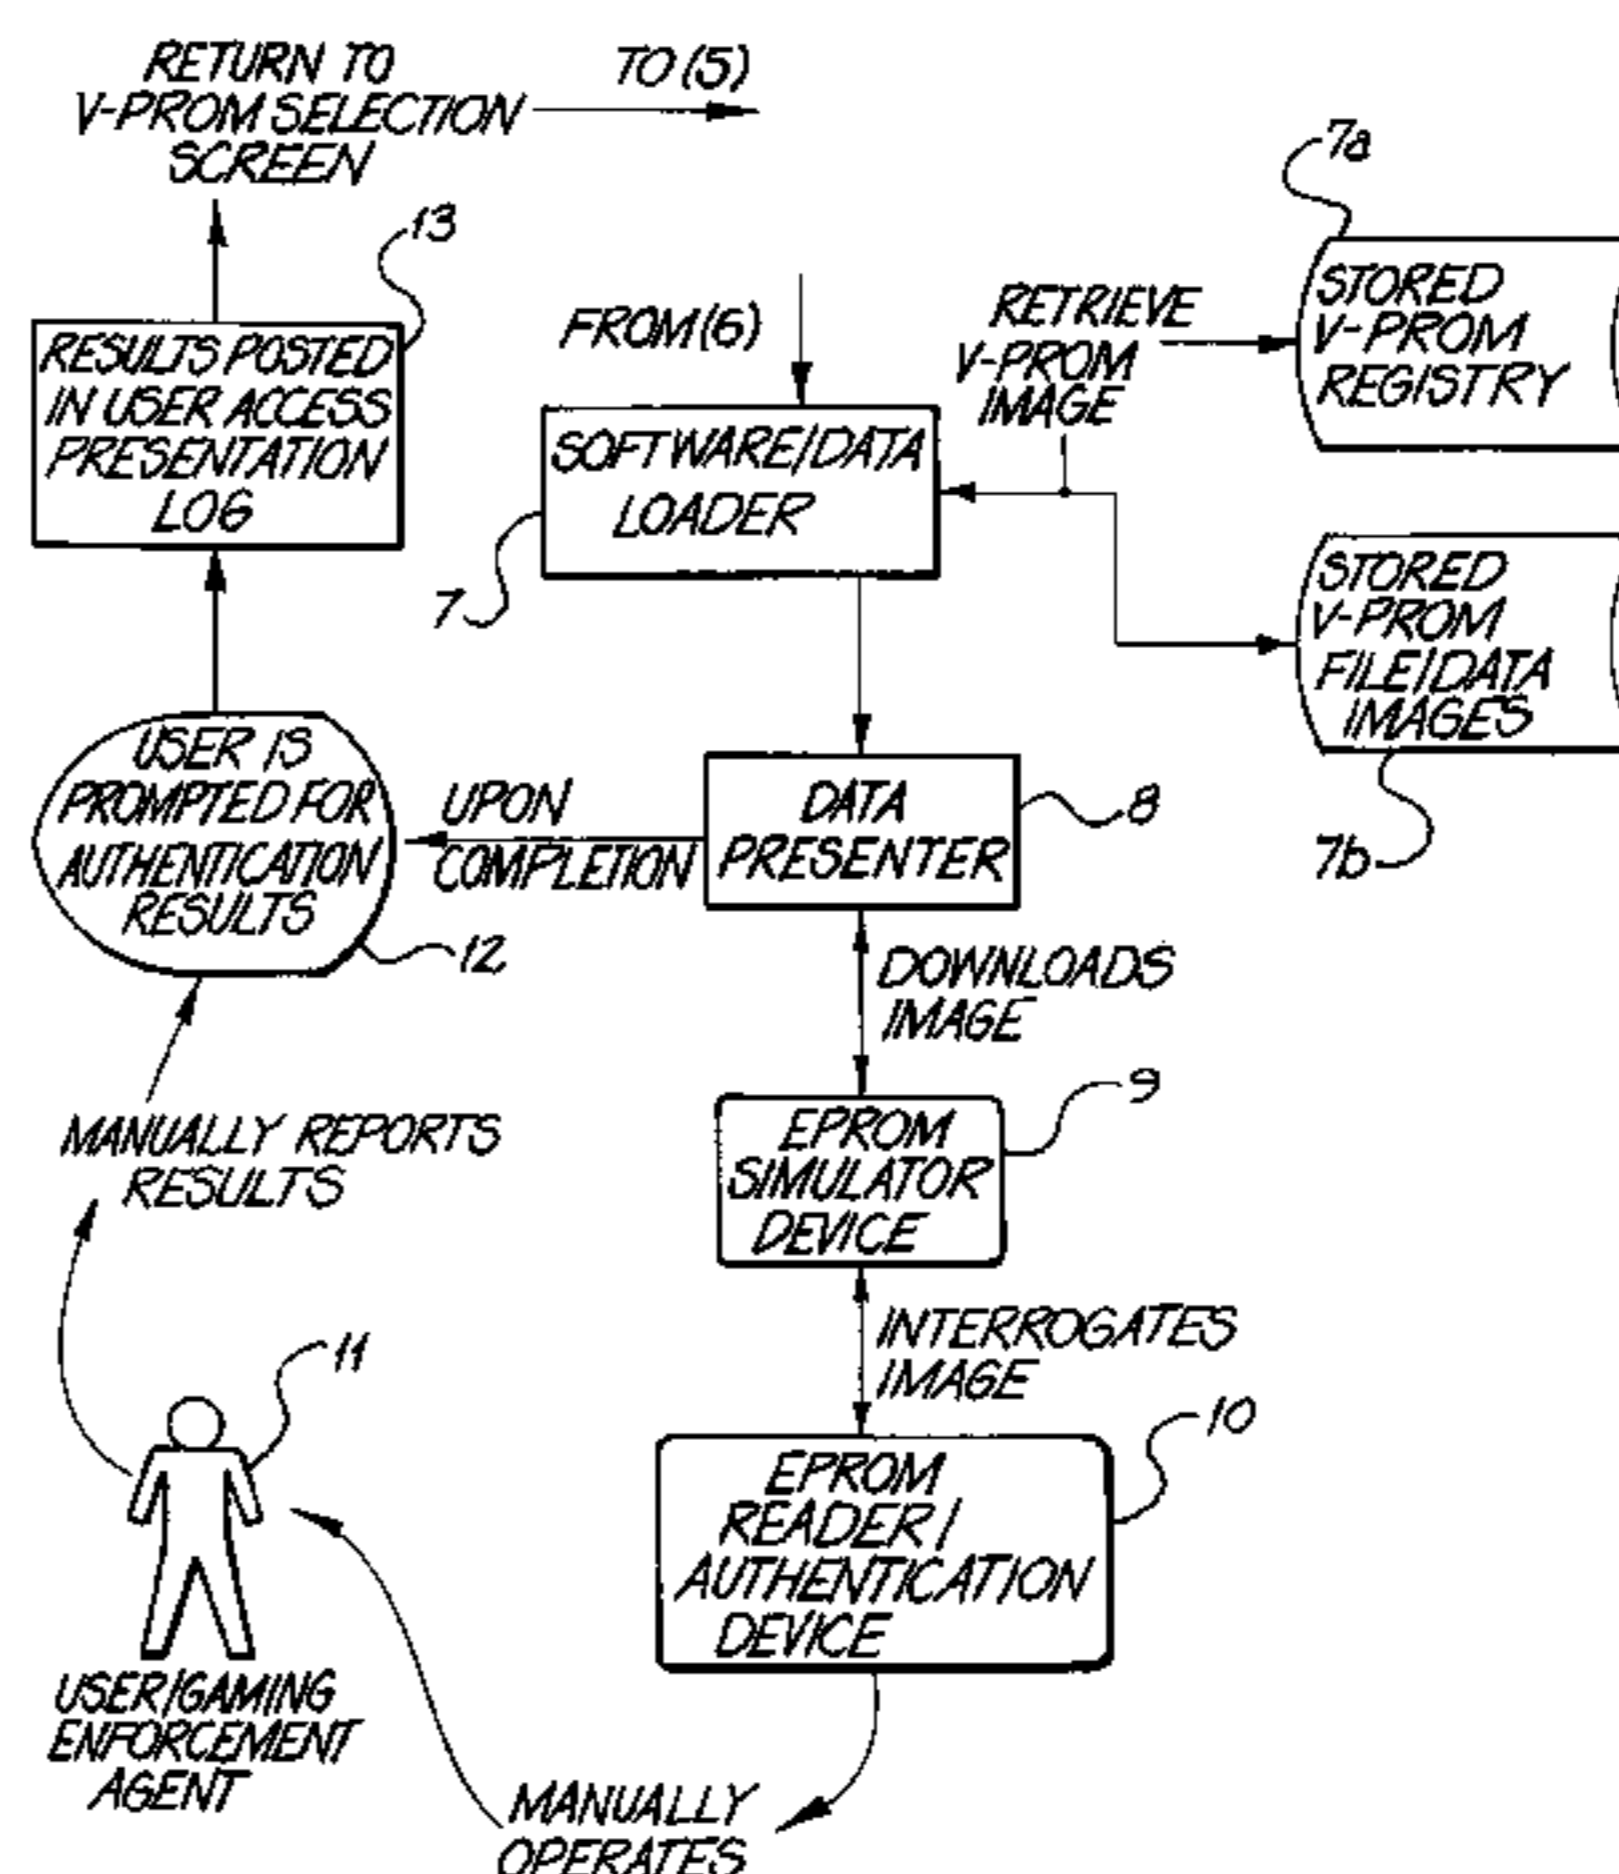 RETURN TO
V-PROM SELECTION
SCREEN
TO (5)
13
RESULTS POSTED
IN USER ACCESS
PRESENTATION
LOG
FROM (6)
RETRIEVE
V-PROM
IMAGE
7a
STORED
V-PROM
REGISTRY
SOFTWARE/DATA
LOADER
7
STORED
V-PROM
FILE/DATA
IMAGES
7b
USER IS
PROMPTED FOR
AUTHENTICATION
RESULTS
12
UPON
COMPLETION
DATA
PRESENTER
8
DOWNLOADS
IMAGE
MANUALLY REPORTS
RESULTS
EPROM
SIMULATOR
DEVICE
9
INTERROGATES
IMAGE
11
USER/GAMING
ENFORCEMENT
AGENT
EPROM
READER/
AUTHENTICATION
DEVICE
10
MANUALLY
OPERATES